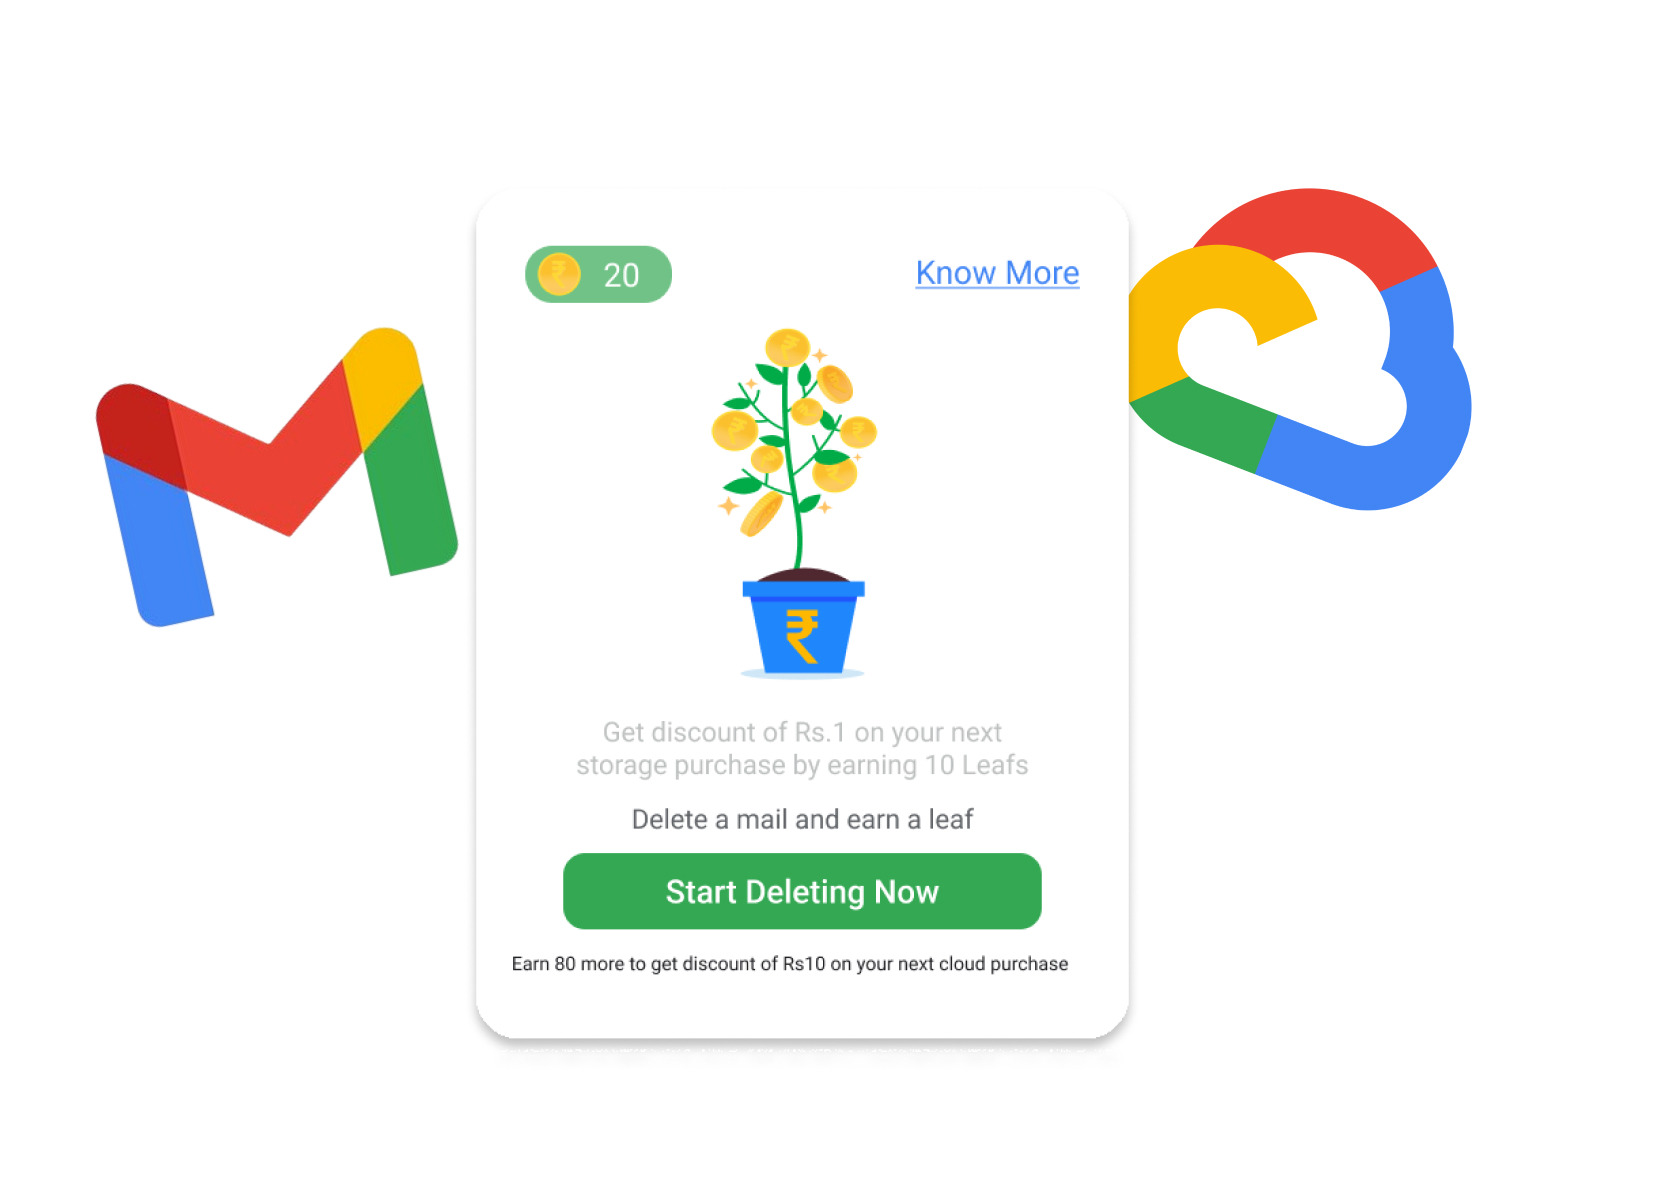 20
Know More
₹
Get discount of Rs.1 on your next
storage purchase by earning 10 Leafs
Delete a mail and earn a leaf
Start Deleting Now
Earn 80 more to get discount of Rs10 on your next cloud purchase